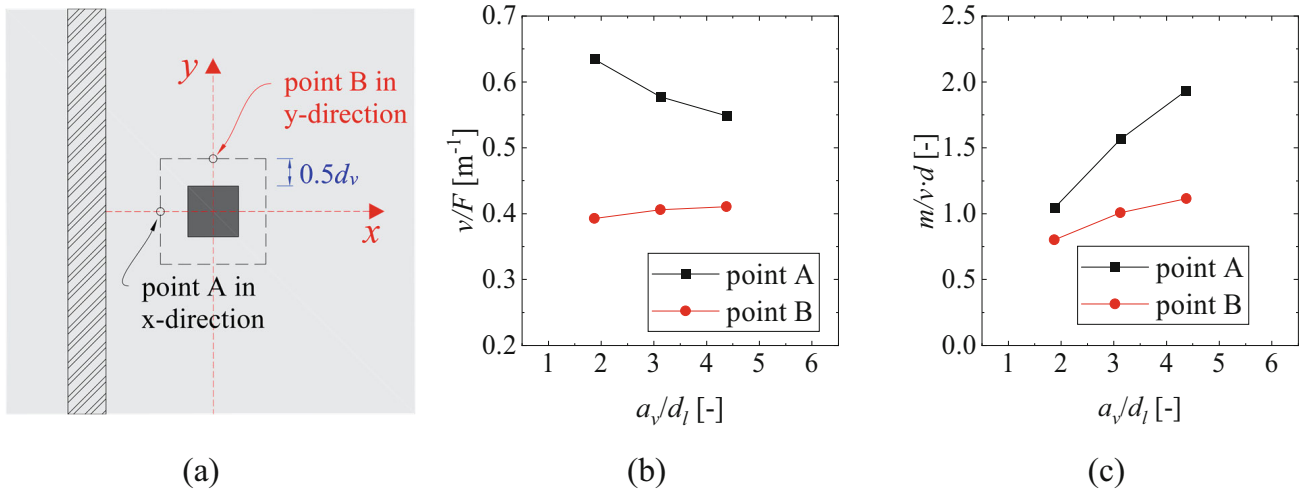 y
point B in
y-direction
0.5dᵥ
x
point A in
x-direction
(a)
0.8
0.7
0.6
0.5
0.4
0.3
0.2
v/F [m⁻¹]
point A
point B
1 2 3 4 5 6
aᵥ/dₗ [-]
(b)
2.5
2.0
1.5
1.0
0.5
0.0
m/v·d [-]
point A
point B
1 2 3 4 5 6
aᵥ/dₗ [-]
(c)